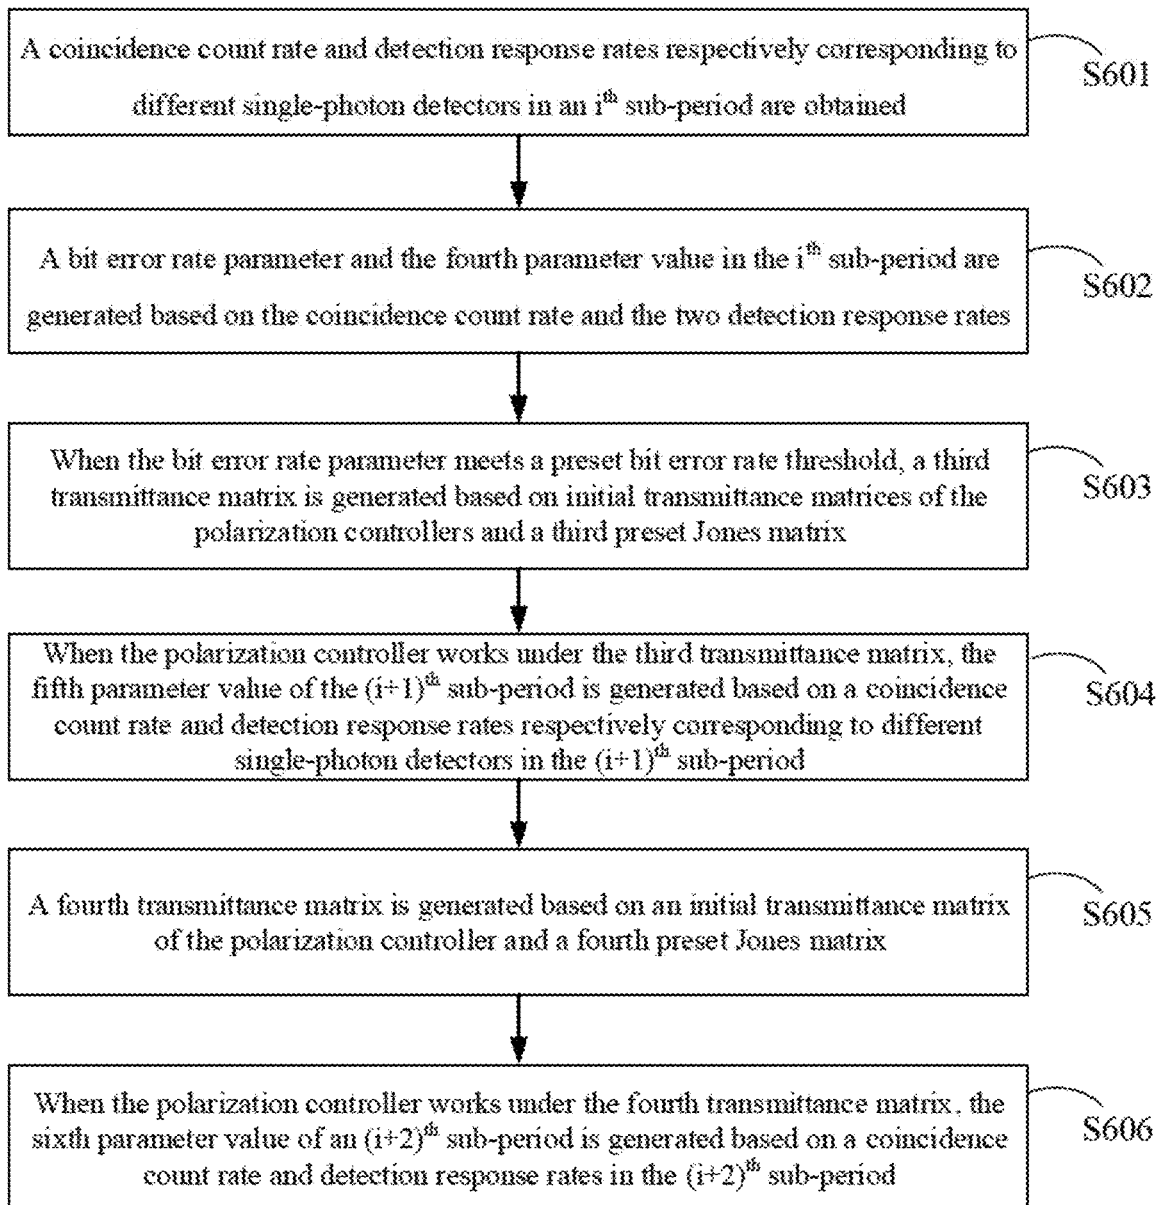 A coincidence count rate and detection response rates respectively corresponding to
different single-photon detectors in an i^th sub-period are obtained
S601
A bit error rate parameter and the fourth parameter value in the i^th sub-period are
generated based on the coincidence count rate and the two detection response rates
S602
When the bit error rate parameter meets a preset bit error rate threshold, a third
transmittance matrix is generated based on initial transmittance matrices of the
polarization controllers and a third preset Jones matrix
S603
When the polarization controller works under the third transmittance matrix, the
fifth parameter value of the (i+1)^th sub-period is generated based on a coincidence
count rate and detection response rates respectively corresponding to different
single-photon detectors in the (i+1)^th sub-period
S604
A fourth transmittance matrix is generated based on an initial transmittance matrix
of the polarization controller and a fourth preset Jones matrix
S605
When the polarization controller works under the fourth transmittance matrix, the
sixth parameter value of an (i+2)^th sub-period is generated based on a coincidence
count rate and detection response rates in the (i+2)^th sub-period
S606